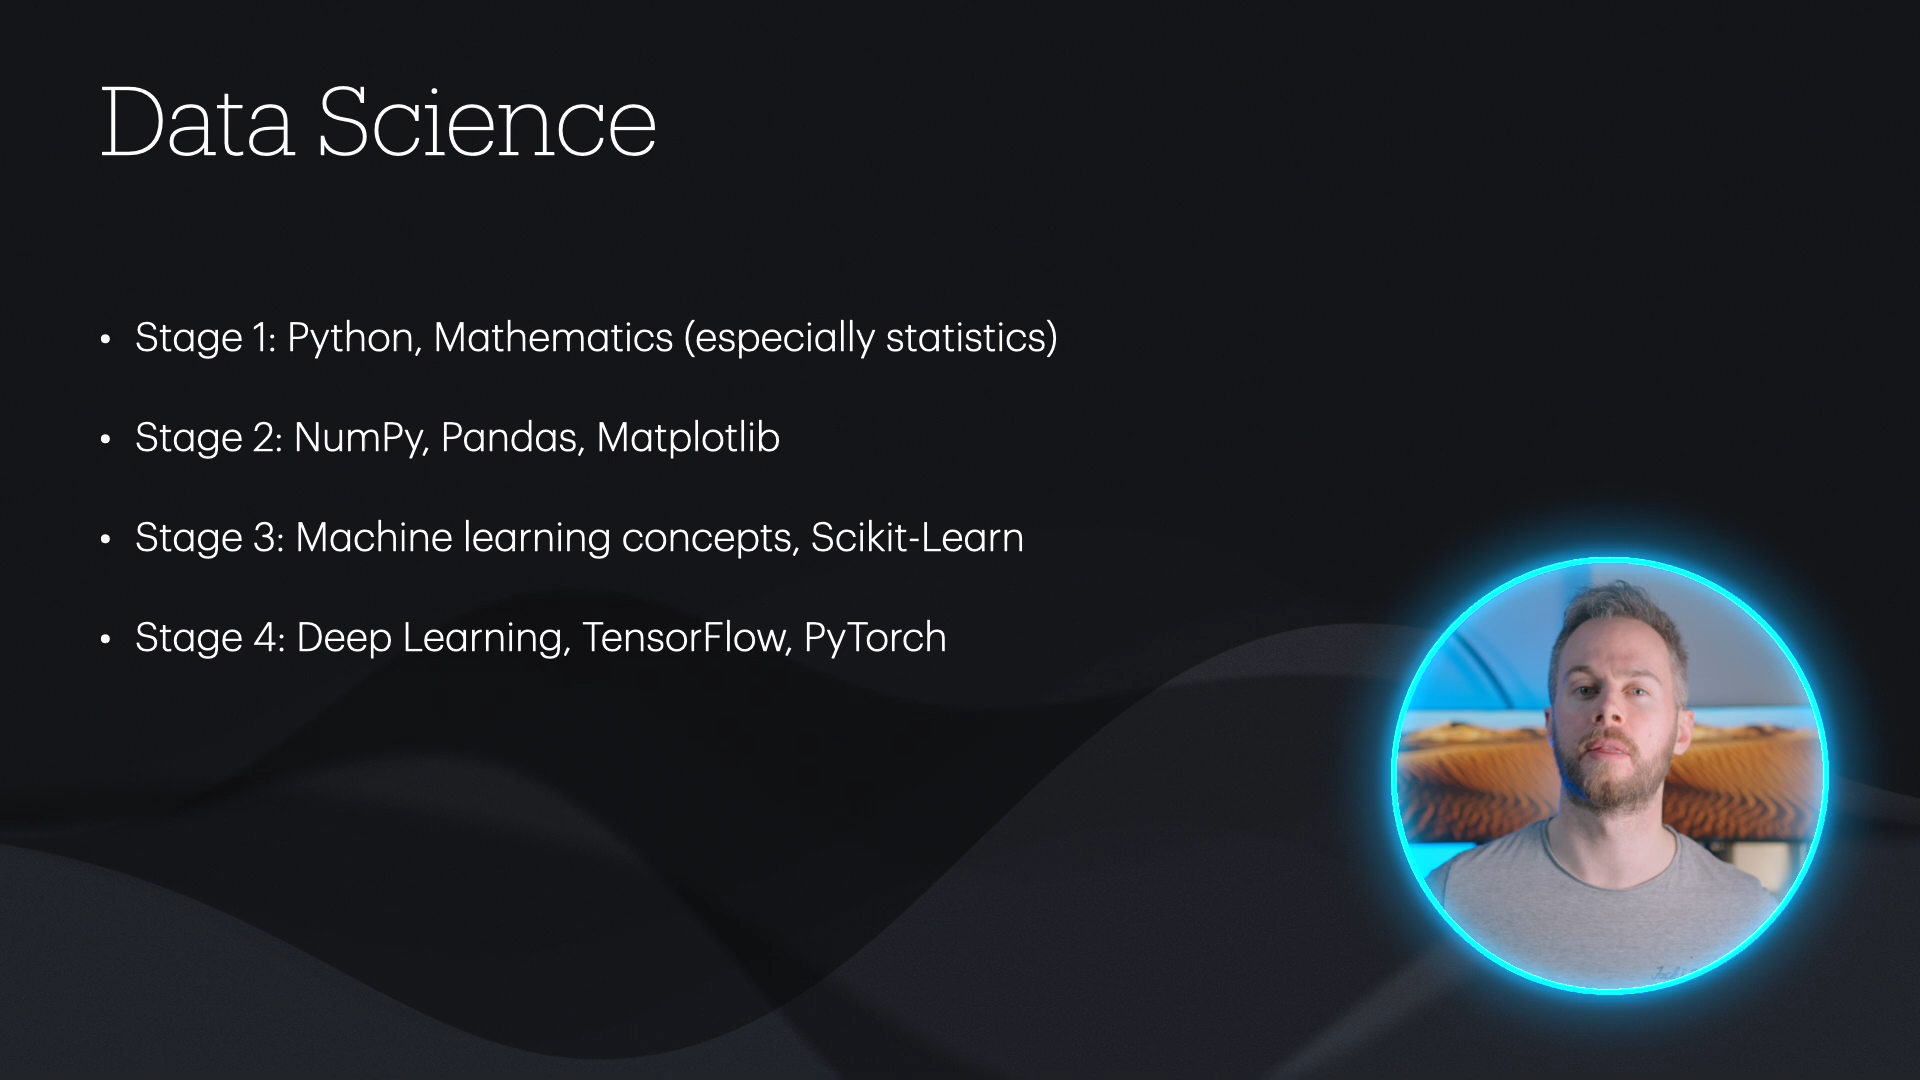 Data Science
• Stage 1: Python, Mathematics (especially statistics)
• Stage 2: NumPy, Pandas, Matplotlib
• Stage 3: Machine learning concepts, Scikit-Learn
• Stage 4: Deep Learning, TensorFlow, PyTorch